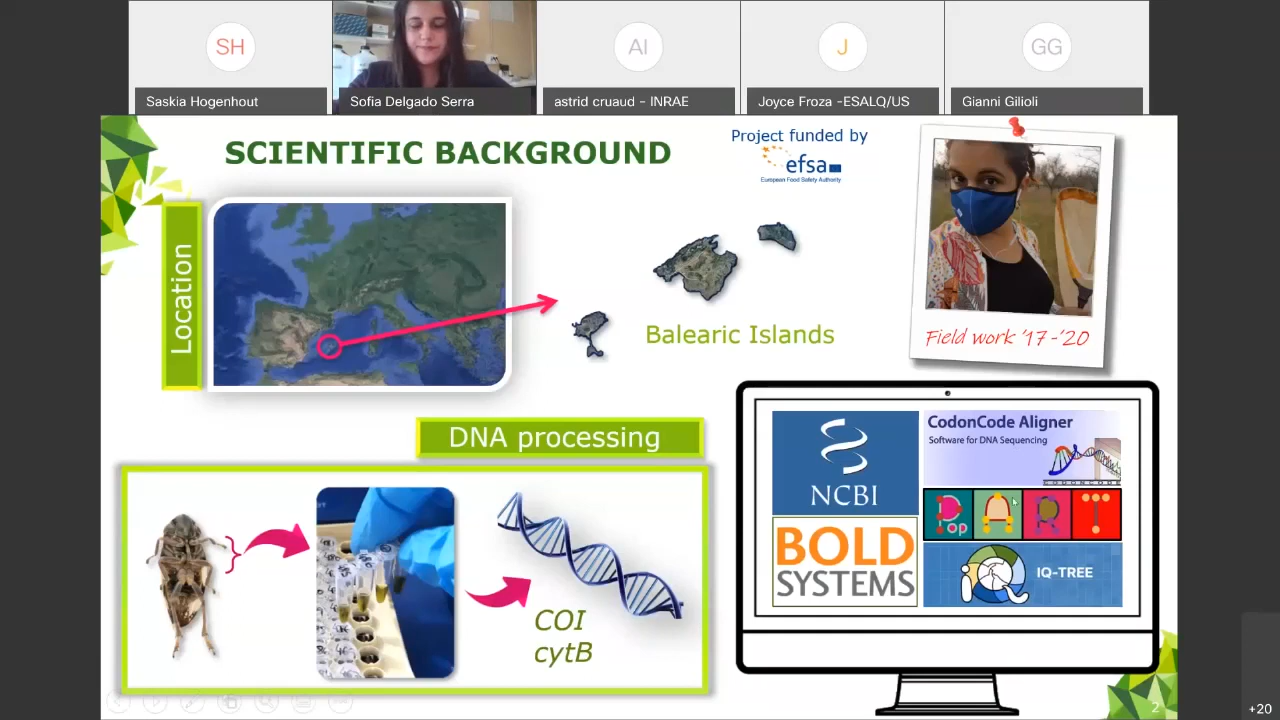 SH
AI
J
GG
Saskia Hogenhout
Sofia Delgado Serra
astrid cruaud - INRAE
Joyce Froza -ESALQ/US
Gianni Gilioli
SCIENTIFIC BACKGROUND
Project funded by
efsa
European Food Safety Authority
Location
Balearic Islands
Field work '17-'20
DNA processing
COI
cytB
NCBI
CodonCode Aligner
Software for DNA Sequencing
PopART
BOLD
SYSTEMS
IQ-TREE
2
+20